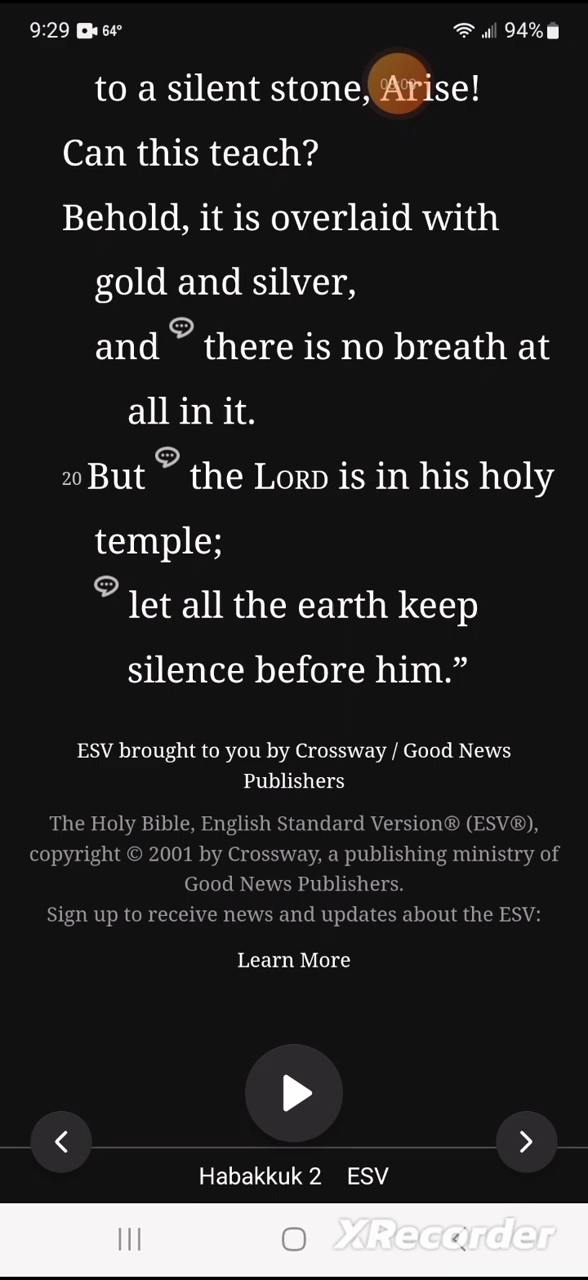 9:29 64° 94%
to a silent stone, Arise!
Can this teach?
Behold, it is overlaid with
gold and silver,
and there is no breath at
all in it.
20 But the LORD is in his holy
temple;
let all the earth keep
silence before him.”
ESV brought to you by Crossway / Good News
Publishers
The Holy Bible, English Standard Version® (ESV®),
copyright © 2001 by Crossway, a publishing ministry of
Good News Publishers.
Sign up to receive news and updates about the ESV:
Learn More
Habakkuk 2 ESV
XRecorder